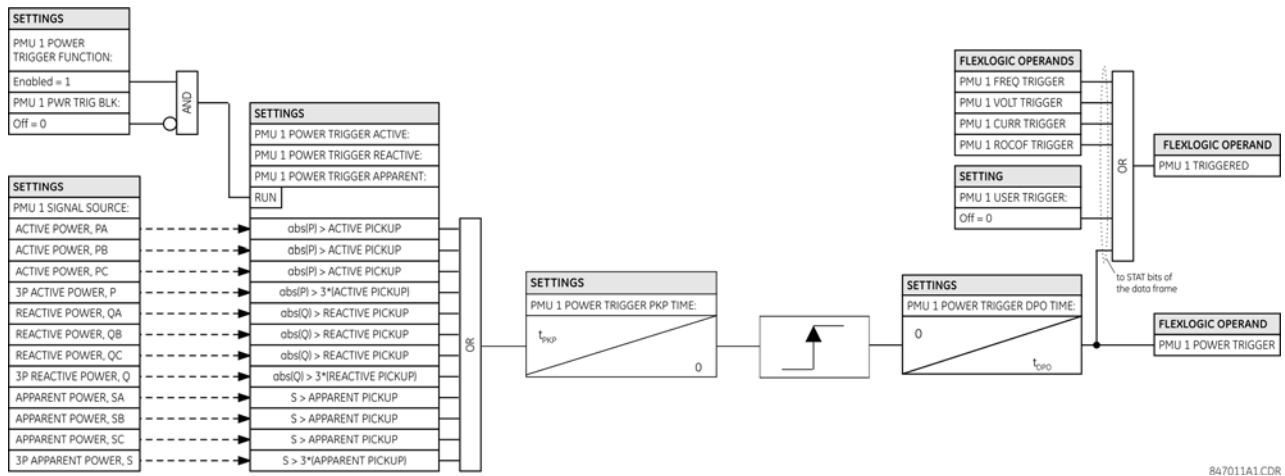 SETTINGS
PMU 1 POWER
TRIGGER FUNCTION:
Enabled = 1
PMU 1 PWR TRIG BLK:
Off = 0
AND
SETTINGS
PMU 1 SIGNAL SOURCE:
ACTIVE POWER, PA
ACTIVE POWER, PB
ACTIVE POWER, PC
3P ACTIVE POWER, P
REACTIVE POWER, QA
REACTIVE POWER, QB
REACTIVE POWER, QC
3P REACTIVE POWER, Q
APPARENT POWER, SA
APPARENT POWER, SB
APPARENT POWER, SC
3P APPARENT POWER, S
SETTINGS
PMU 1 POWER TRIGGER ACTIVE:
PMU 1 POWER TRIGGER REACTIVE:
PMU 1 POWER TRIGGER APPARENT:
RUN
abs(P) > ACTIVE PICKUP
abs(P) > ACTIVE PICKUP
abs(P) > ACTIVE PICKUP
abs(P) > 3*(ACTIVE PICKUP)
abs(Q) > REACTIVE PICKUP
abs(Q) > REACTIVE PICKUP
abs(Q) > REACTIVE PICKUP
abs(Q) > 3*(REACTIVE PICKUP)
S > APPARENT PICKUP
S > APPARENT PICKUP
S > APPARENT PICKUP
S > 3*(APPARENT PICKUP)
OR
SETTINGS
PMU 1 POWER TRIGGER PKP TIME:
tPKP
0
SETTINGS
PMU 1 POWER TRIGGER DPO TIME:
0
tDPO
FLEXLOGIC OPERANDS
PMU 1 FREQ TRIGGER
PMU 1 VOLT TRIGGER
PMU 1 CURR TRIGGER
PMU 1 ROCOF TRIGGER
SETTING
PMU 1 USER TRIGGER:
Off = 0
OR
to STAT bits of
the data frame
FLEXLOGIC OPERAND
PMU 1 TRIGGERED
FLEXLOGIC OPERAND
PMU 1 POWER TRIGGER
847011A1.CDR